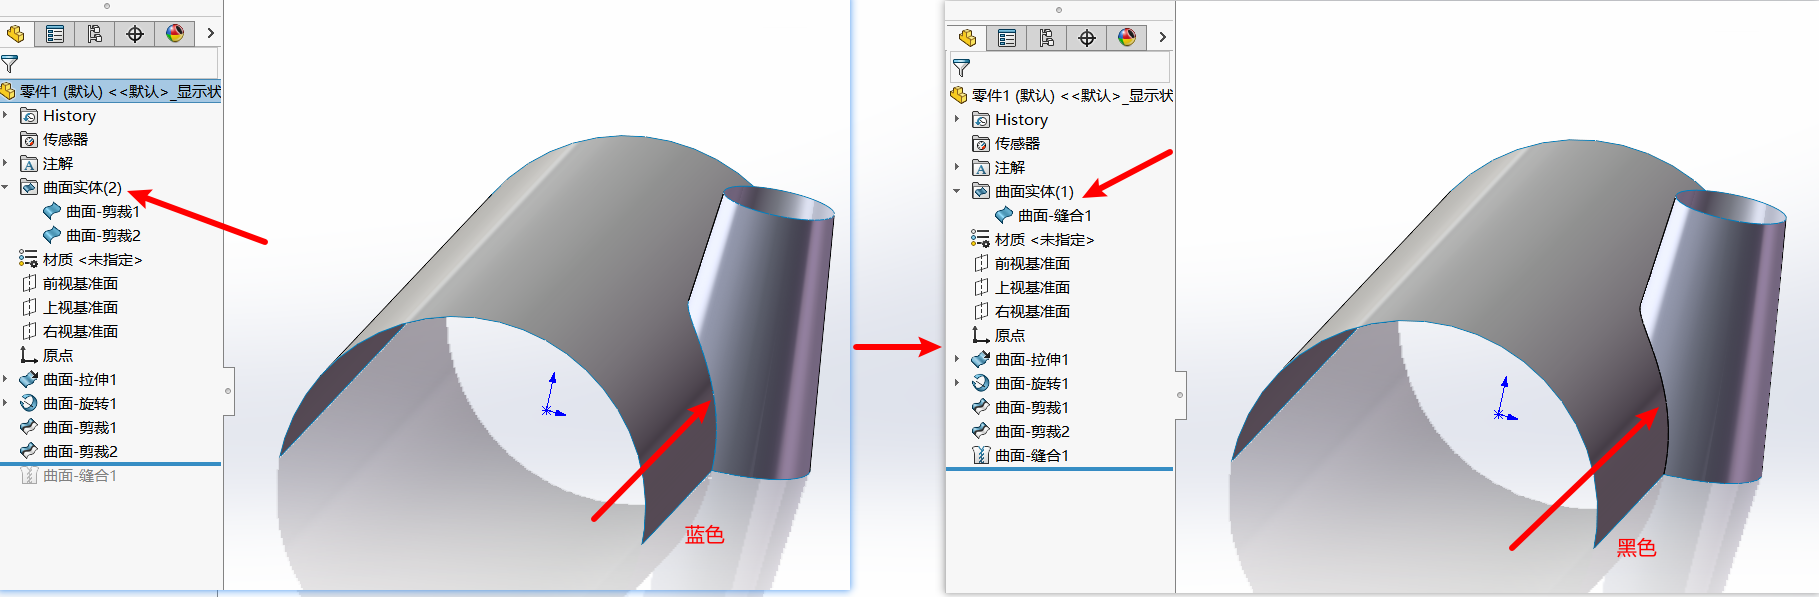 零件1 (默认) <<默认>_显示状
History
传感器
注解
曲面实体(2)
曲面-剪裁1
曲面-剪裁2
材质 <未指定>
前视基准面
上视基准面
右视基准面
原点
曲面-拉伸1
曲面-旋转1
曲面-剪裁1
曲面-剪裁2
曲面-缝合1
蓝色
零件1 (默认) <<默认>_显示状
History
传感器
注解
曲面实体(1)
曲面-缝合1
材质 <未指定>
前视基准面
上视基准面
右视基准面
原点
曲面-拉伸1
曲面-旋转1
曲面-剪裁1
曲面-剪裁2
曲面-缝合1
黑色